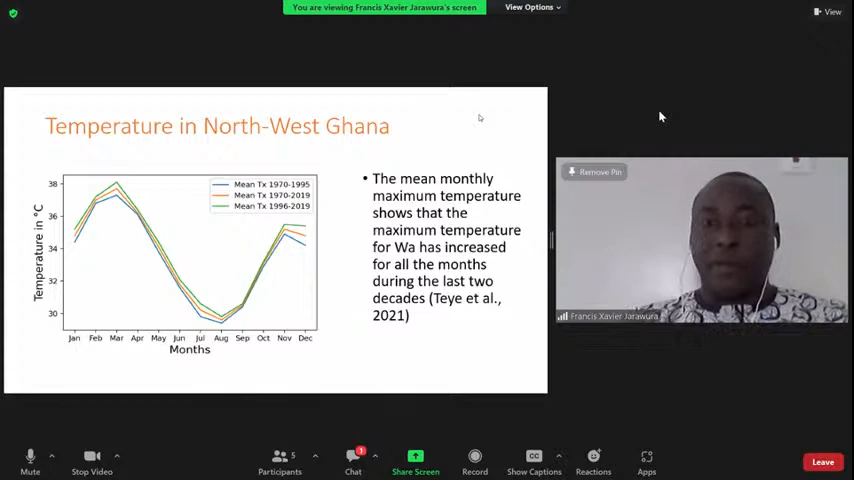 You are viewing Francis Xavier Jarawura's screen
View Options
View
Temperature in North-West Ghana
Mean Tx 1970-1995
Mean Tx 1970-2019
Mean Tx 1996-2019
Temperature in °C
38
36
34
32
30
Jan Feb Mar Apr May Jun Jul Aug Sep Oct Nov Dec
Months
• The mean monthly
maximum temperature
shows that the
maximum temperature
for Wa has increased
for all the months
during the last two
decades (Teye et al.,
2021)
Remove Pin
Francis Xavier Jarawura
Mute
Stop Video
5
Participants
1
Chat
Share Screen
Record
CC
Show Captions
Reactions
Apps
Leave